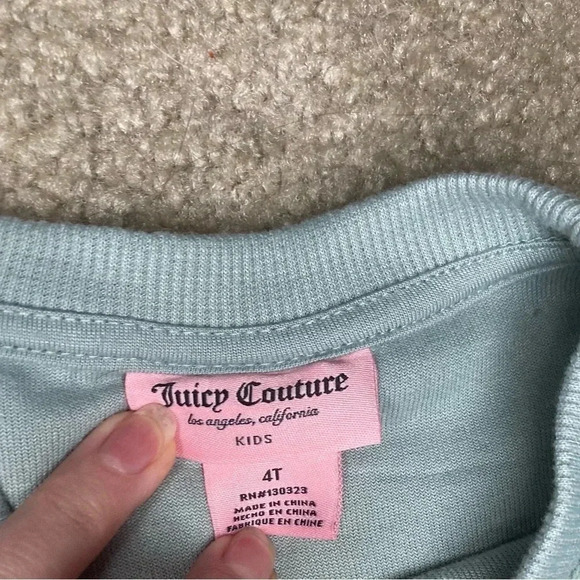 Juicy Couture
los angeles, california
KIDS
4T
RN#130323
MADE IN CHINA
HECHO EN CHINA
FABRIQUE EN CHINE